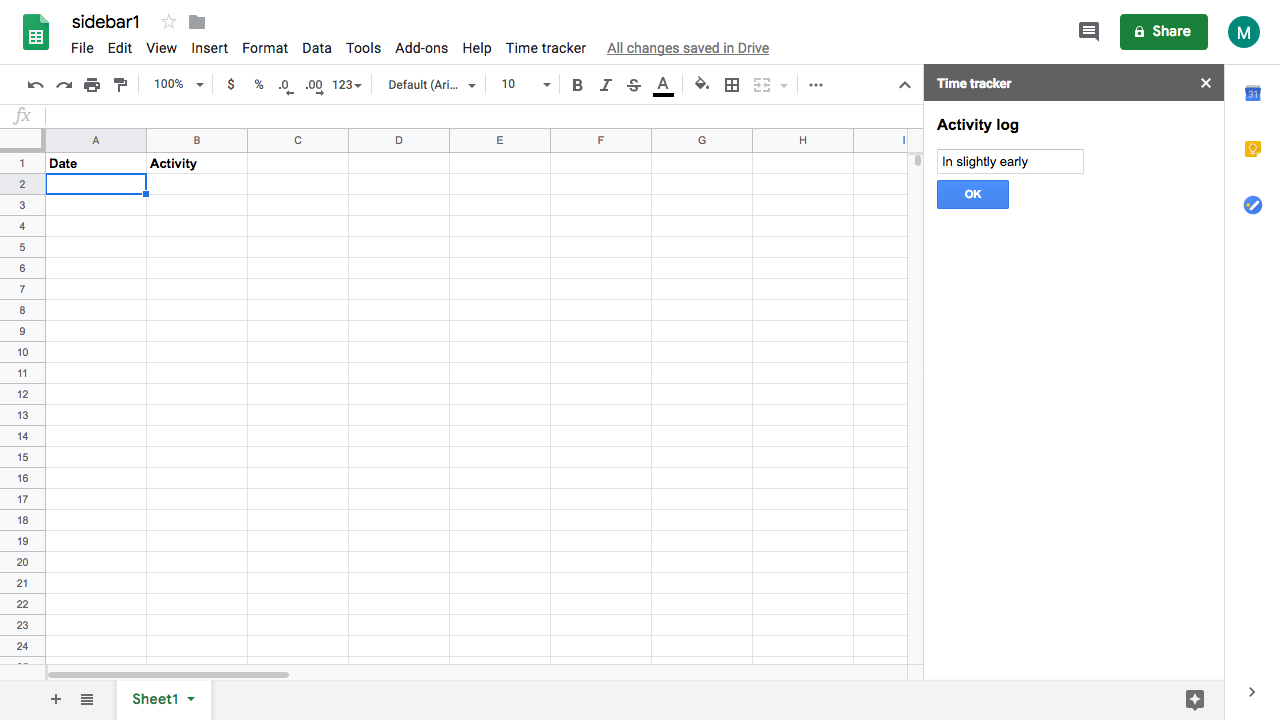 sidebar1
File Edit View Insert Format Data Tools Add-ons Help Time tracker All changes saved in Drive
Share
M
100% $ % .0 .00 123 Default (Ari... 10 B I S A
fx
Time tracker
31
Activity log
In slightly early
OK
A B C D E F G H I
1 Date Activity
2
3
4
5
6
7
8
9
10
11
12
13
14
15
16
17
18
19
20
21
22
23
24
Sheet1